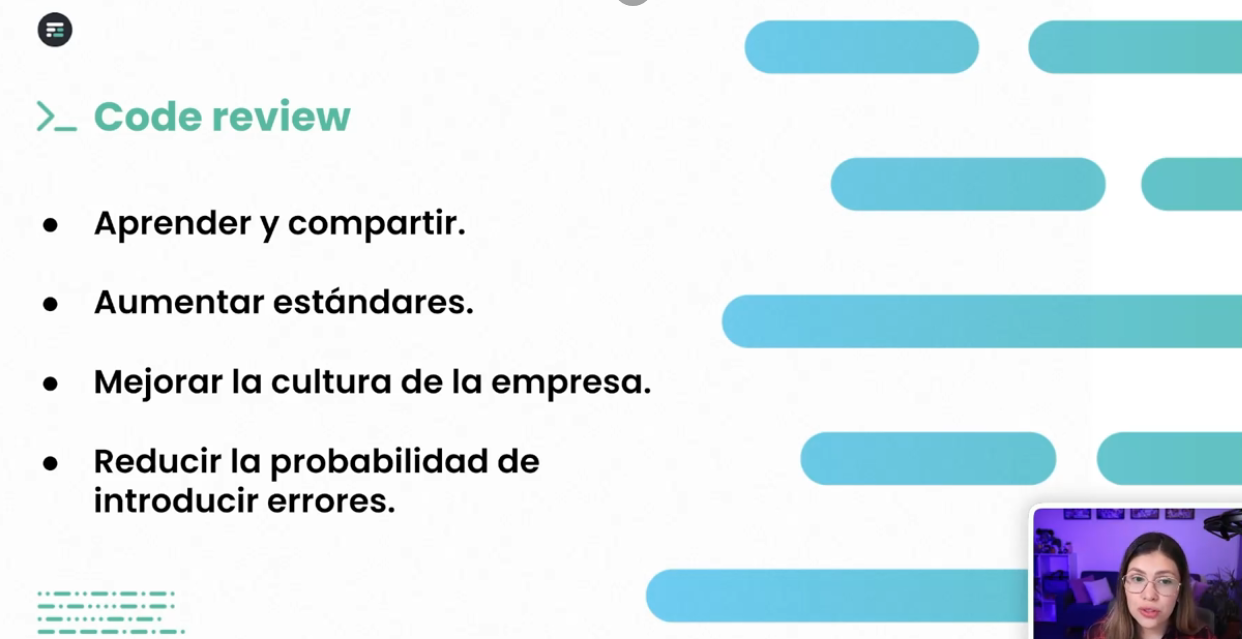 Code review
Aprender y compartir.
Aumentar estándares.
Mejorar la cultura de la empresa.
Reducir la probabilidad de
introducir errores.